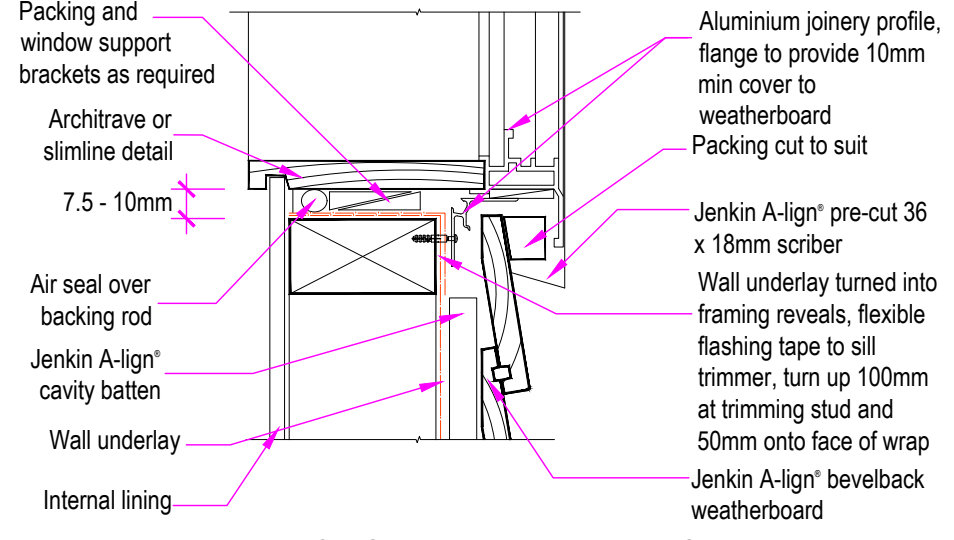 Packing and
window support
brackets as required
Architrave or
slimline detail
7.5 - 10mm
Air seal over
backing rod
Jenkin A-lign®
cavity batten
Wall underlay
Internal lining
Aluminium joinery profile,
flange to provide 10mm
min cover to
weatherboard
Packing cut to suit
Jenkin A-lign® pre-cut 36
x 18mm scriber
Wall underlay turned into
framing reveals, flexible
flashing tape to sill
trimmer, turn up 100mm
at trimming stud and
50mm onto face of wrap
Jenkin A-lign® bevelback
weatherboard